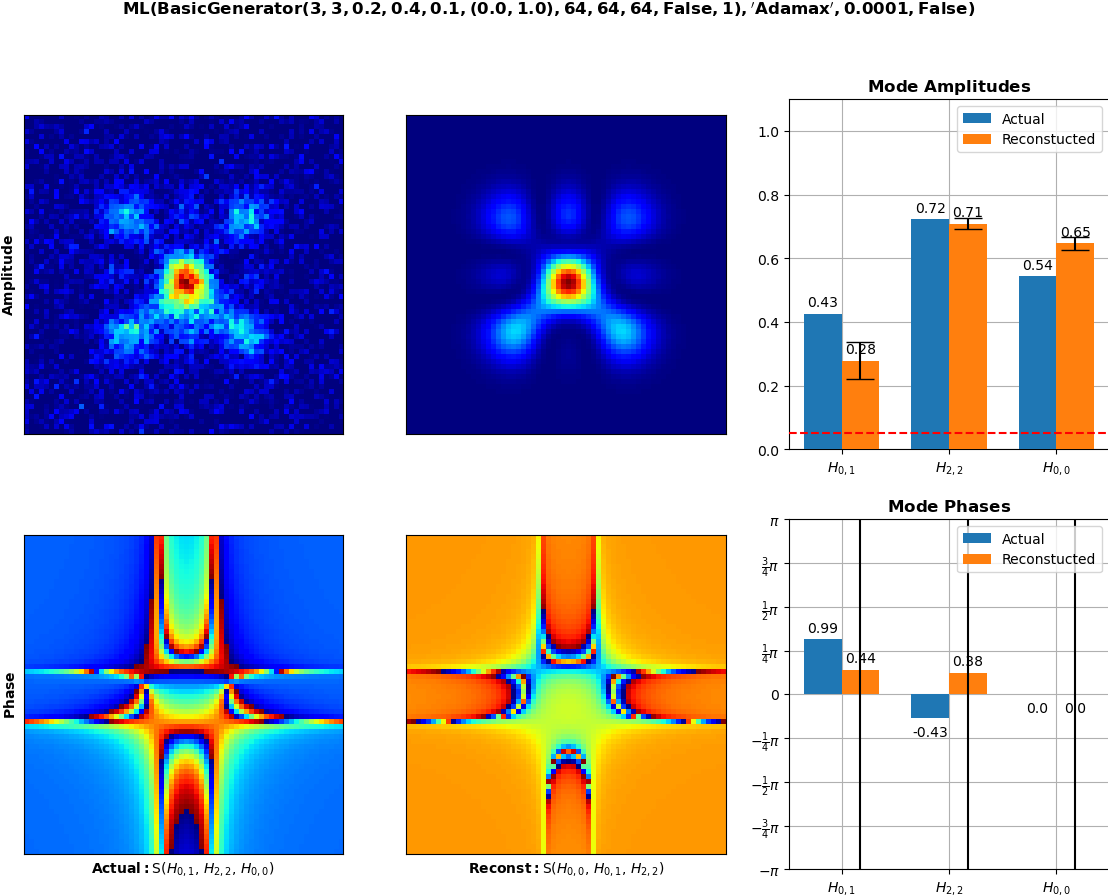 ML(BasicGenerator(3, 3, 0.2, 0.4, 0.1, (0.0, 1.0), 64, 64, 64, False, 1), ′Adamax′, 0.0001, False)
Amplitude
Mode Amplitudes
Actual
Reconstucted
1.0
0.8
0.6
0.4
0.2
0.0
0.43
0.28
0.72
0.71
0.54
0.65
H0,1
H2,2
H0,0
Phase
Actual: S(H0,1, H2,2, H0,0)
Reconst: S(H0,0, H0,1, H2,2)
Mode Phases
Actual
Reconstucted
π
3/4π
1/2π
1/4π
0
−1/4π
−1/2π
−3/4π
−π
0.99
0.44
-0.43
0.38
0.0
0.0
H0,1
H2,2
H0,0